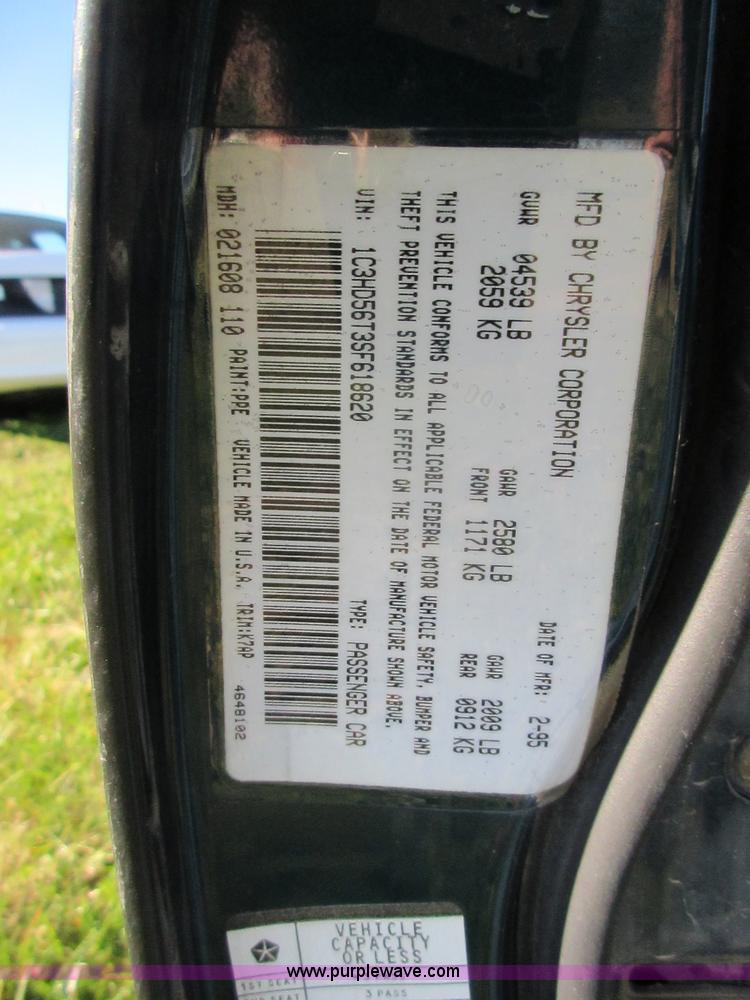 MFD BY CHRYSLER CORPORATION
DATE OF MFR: 2-95
GVWR 04539 LB
2059 KG
GAWR 2580 LB
FRONT 1171 KG
GAWR 2009 LB
REAR 0912 KG
THIS VEHICLE CONFORMS TO ALL APPLICABLE FEDERAL MOTOR VEHICLE SAFETY, BUMPER AND
THEFT PREVENTION STANDARDS IN EFFECT ON THE DATE OF MANUFACTURE SHOWN ABOVE.
VIN: 1C3HD56T3SF618620 TYPE: PASSENGER CAR
MDH: 021608 110 PAINT:PPE VEHICLE MADE IN U.S.A. TRIM:K7AP 4648102
VEHICLE
CAPACITY
OR LESS
1ST SEAT
3 PASS
www.purplewave.com